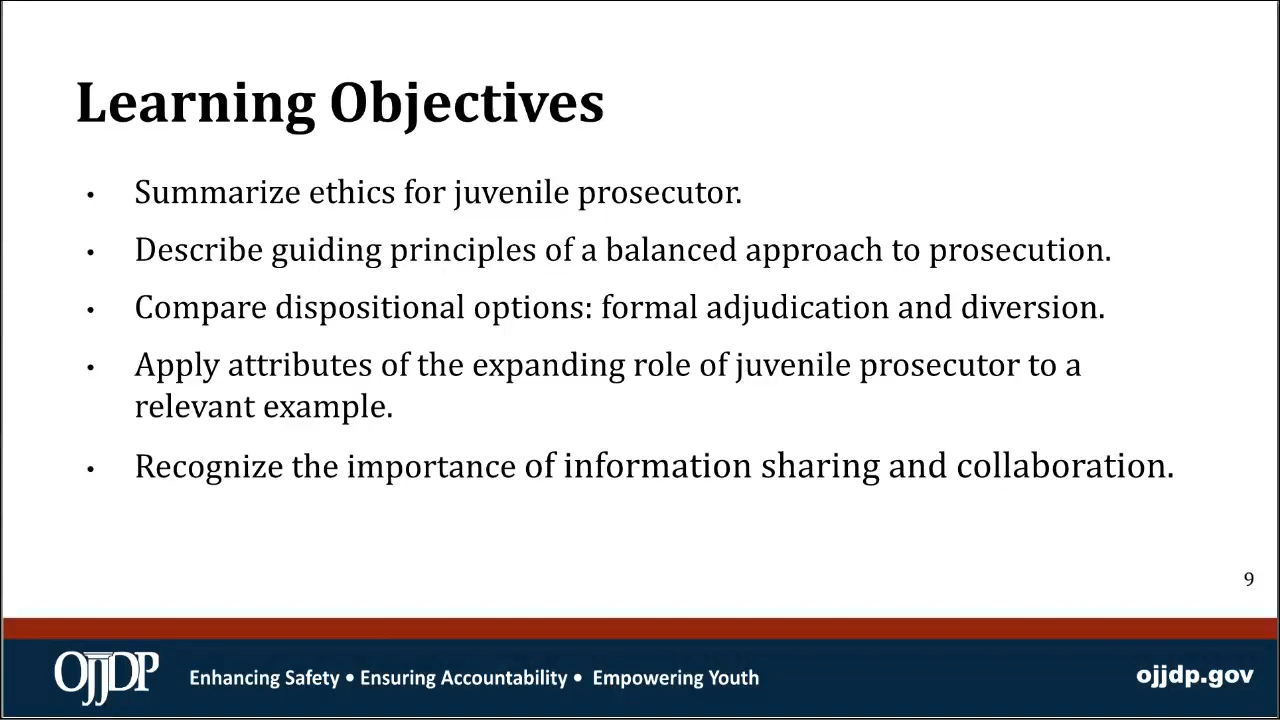 Learning Objectives
• Summarize ethics for juvenile prosecutor.
• Describe guiding principles of a balanced approach to prosecution.
• Compare dispositional options: formal adjudication and diversion.
• Apply attributes of the expanding role of juvenile prosecutor to a
relevant example.
• Recognize the importance of information sharing and collaboration.
9
OJJDP
Enhancing Safety • Ensuring Accountability • Empowering Youth
ojjdp.gov